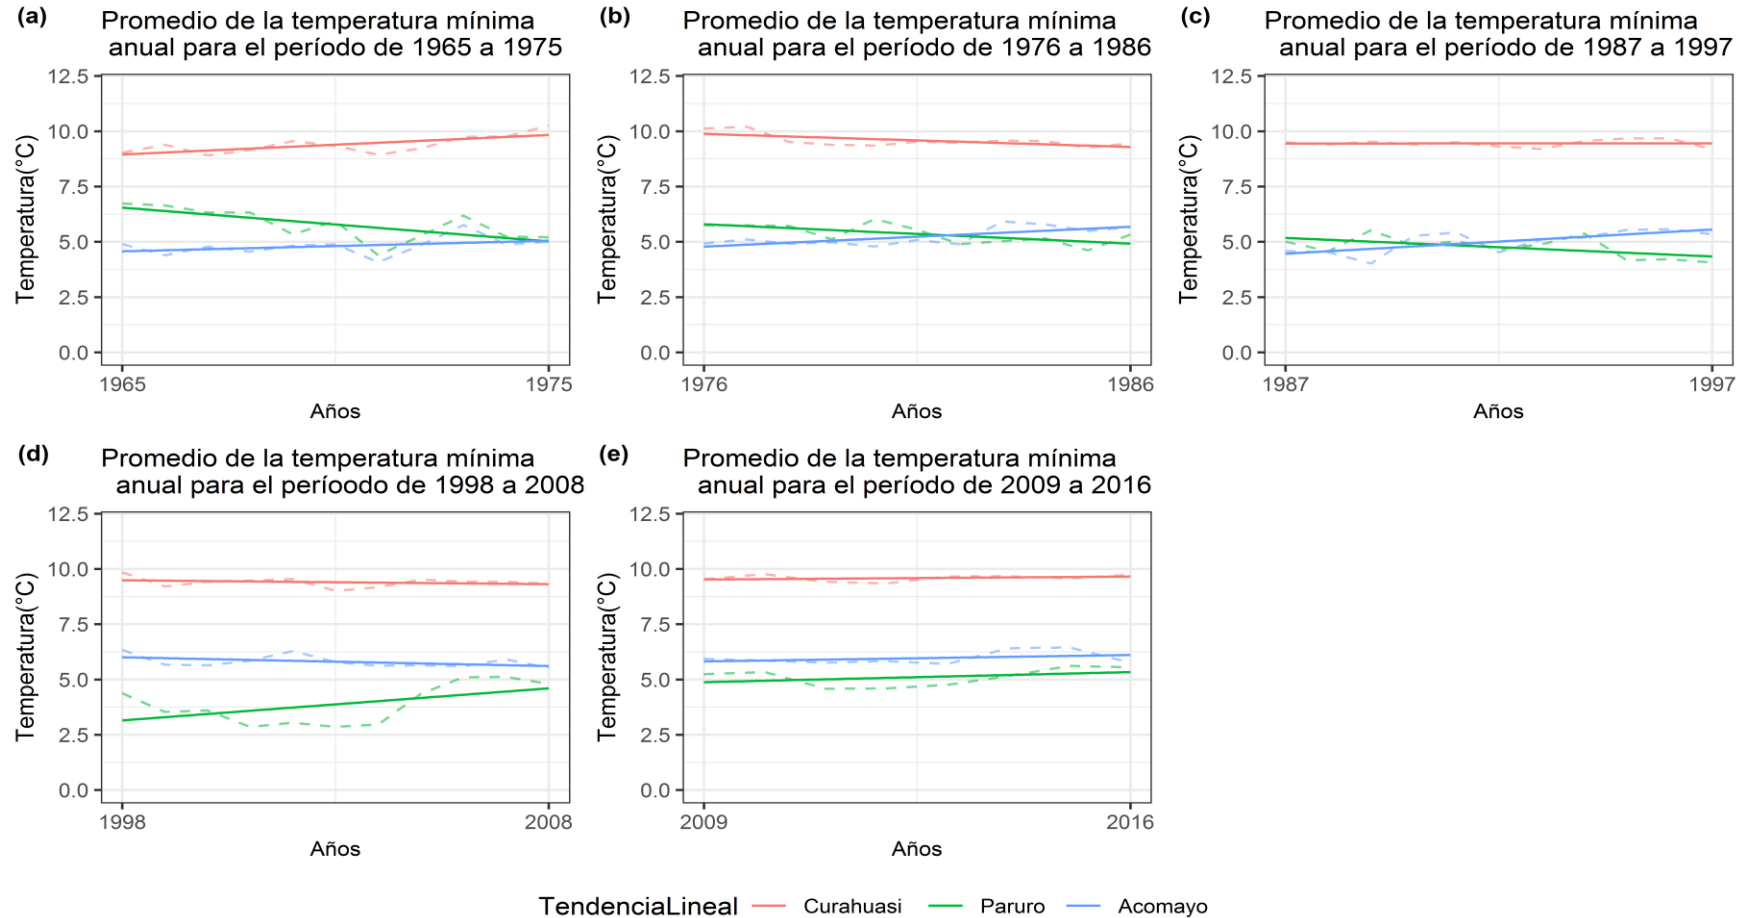 (a)
Promedio de la temperatura mínima
anual para el período de 1965 a 1975
12.5
10.0
7.5
5.0
2.5
0.0
Temperatura(°C)
1965
1975
Años
(b)
Promedio de la temperatura mínima
anual para el período de 1976 a 1986
12.5
10.0
7.5
5.0
2.5
0.0
Temperatura(°C)
1976
1986
Años
(c)
Promedio de la temperatura mínima
anual para el período de 1987 a 1997
12.5
10.0
7.5
5.0
2.5
0.0
Temperatura(°C)
1987
1997
Años
(d)
Promedio de la temperatura mínima
anual para el períoodo de 1998 a 2008
12.5
10.0
7.5
5.0
2.5
0.0
Temperatura(°C)
1998
2008
Años
(e)
Promedio de la temperatura mínima
anual para el período de 2009 a 2016
12.5
10.0
7.5
5.0
2.5
0.0
Temperatura(°C)
2009
2016
Años
TendenciaLineal Curahuasi Paruro Acomayo